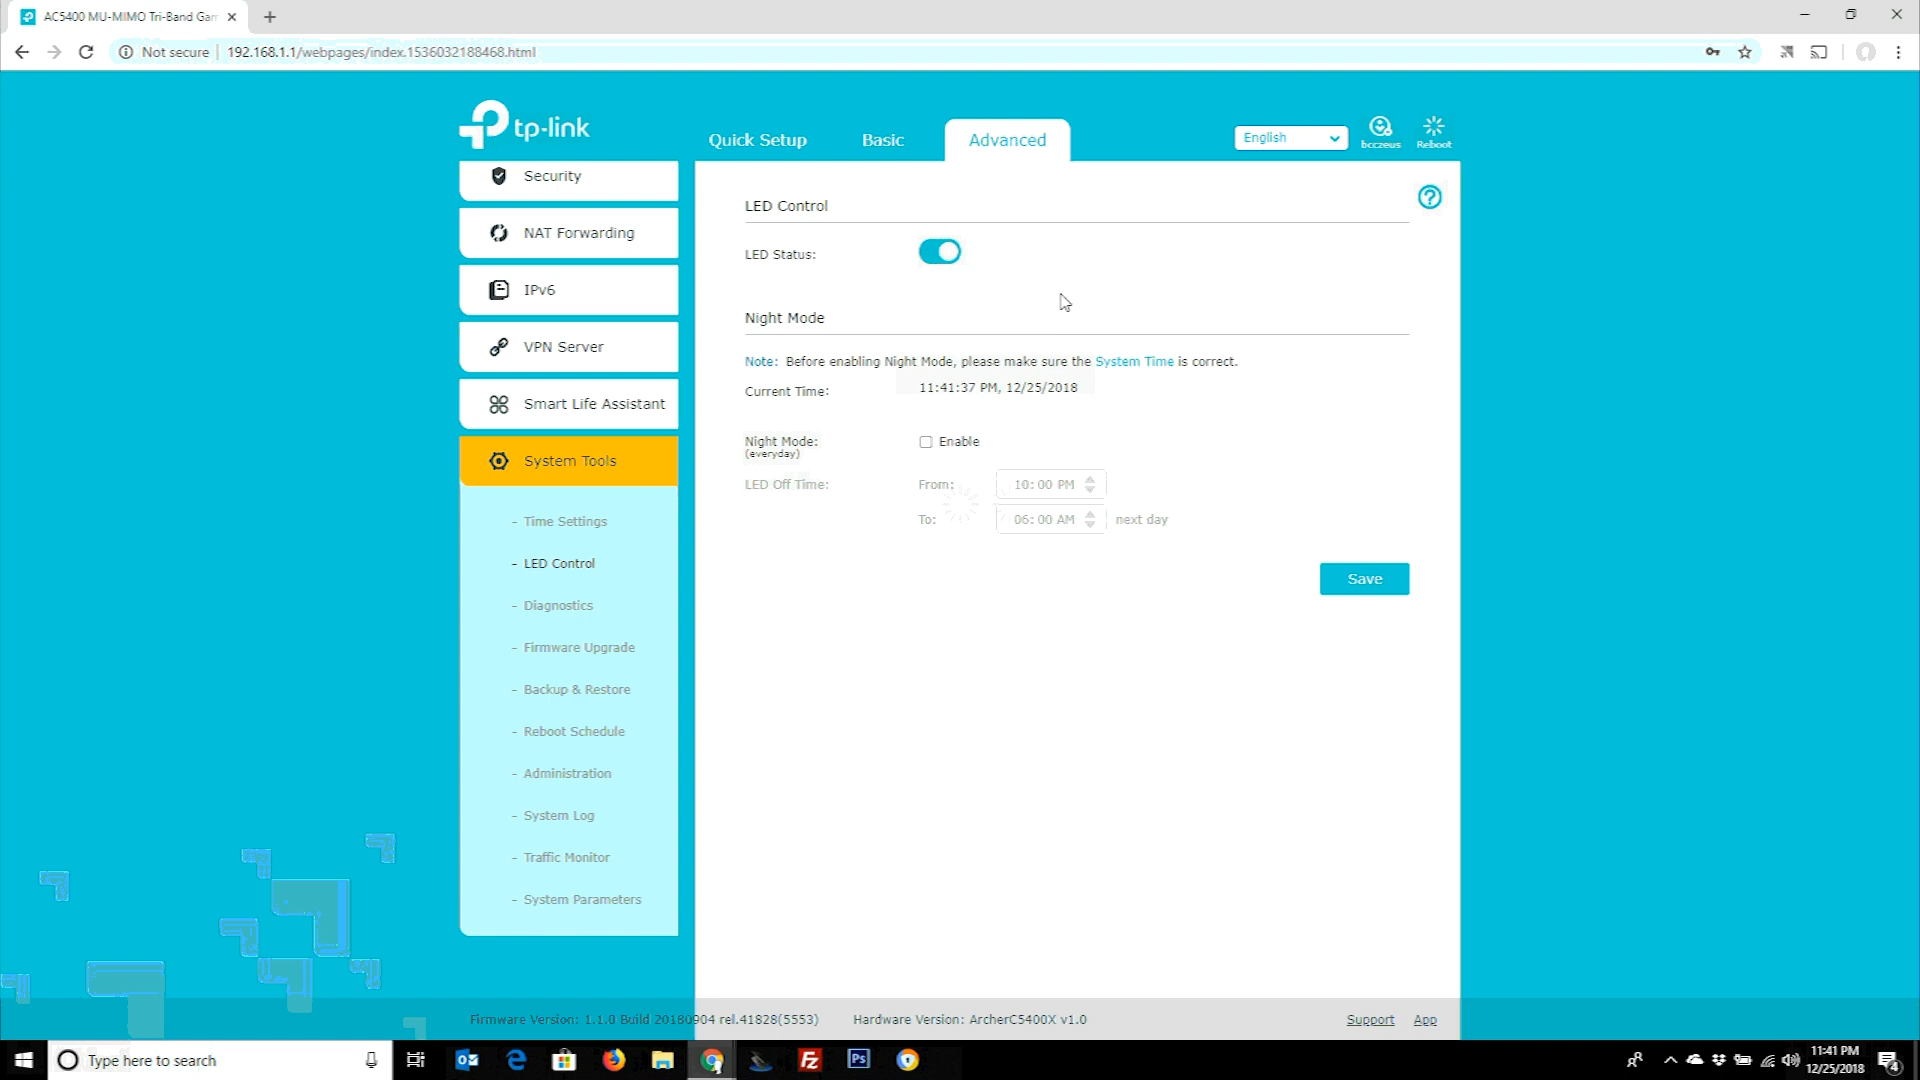 AC5400 MU-MIMO Tri-Band Gam
Not secure | 192.168.1.1/webpages/index.1536032188468.html
tp-link
Quick Setup
Basic
Advanced
English
bcczeus
Reboot
Security
NAT Forwarding
IPv6
VPN Server
Smart Life Assistant
System Tools
- Time Settings
- LED Control
- Diagnostics
- Firmware Upgrade
- Backup & Restore
- Reboot Schedule
- Administration
- System Log
- Traffic Monitor
- System Parameters
LED Control
LED Status:
Night Mode
Note: Before enabling Night Mode, please make sure the System Time is correct.
Current Time: 11:41:37 PM, 12/25/2018
Night Mode: Enable
(everyday)
LED Off Time: From: 10:00 PM
To: 06:00 AM next day
Save
Firmware Version: 1.1.0 Build 20180904 rel.41828(5553) Hardware Version: ArcherC5400X v1.0 Support App
Type here to search
Ps
11:41 PM
12/25/2018
4